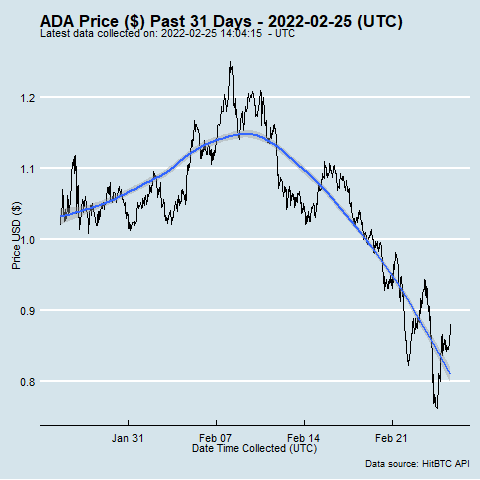 ADA Price ($) Past 31 Days - 2022-02-25 (UTC)
Latest data collected on: 2022-02-25 14:04:15 - UTC
1.2
1.1
1.0
0.9
0.8
Price USD ($)
Jan 31 Feb 07 Feb 14 Feb 21
Date Time Collected (UTC)
Data source: HitBTC API